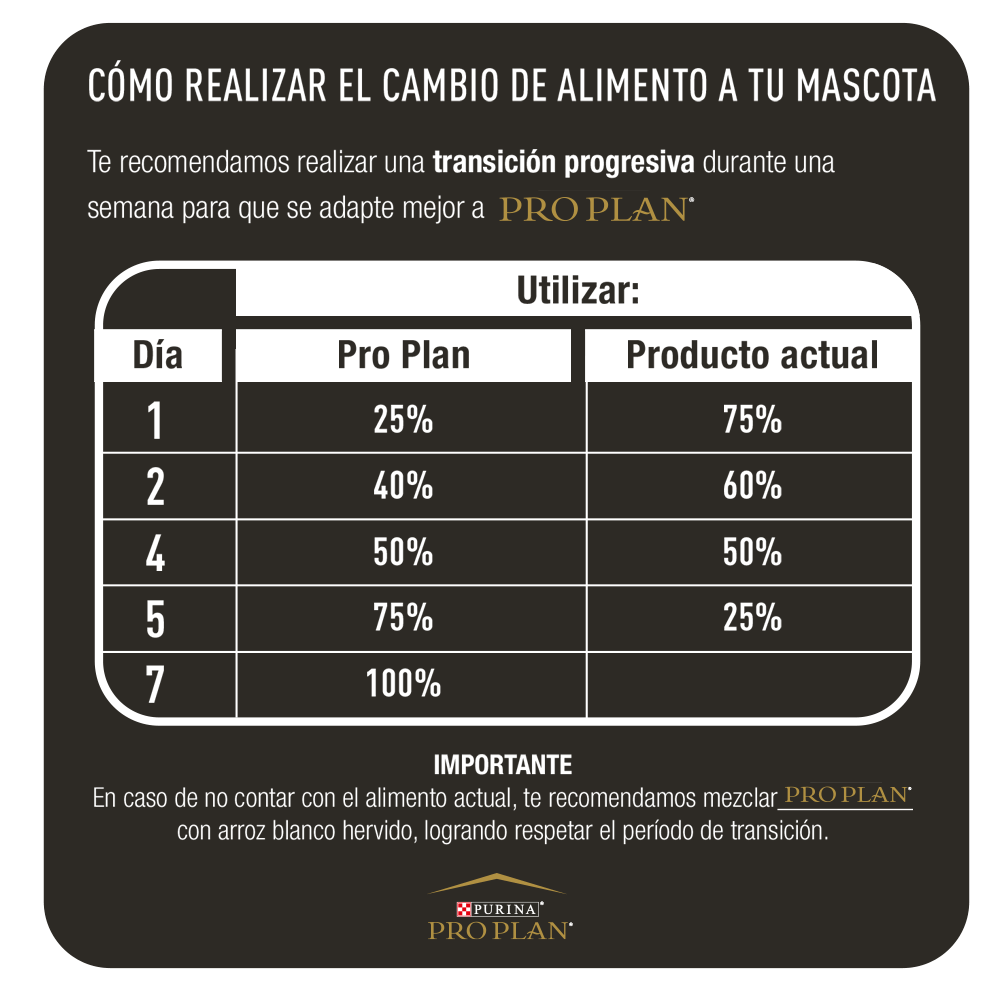 CÓMO REALIZAR EL CAMBIO DE ALIMENTO A TU MASCOTA
Te recomendamos realizar una transición progresiva durante una
semana para que se adapte mejor a PRO PLAN®
Utilizar:
Día Pro Plan Producto actual
1 25% 75%
2 40% 60%
4 50% 50%
5 75% 25%
7 100%
IMPORTANTE
En caso de no contar con el alimento actual, te recomendamos mezclar PRO PLAN®
con arroz blanco hervido, logrando respetar el período de transición.
PURINA®
PRO PLAN®